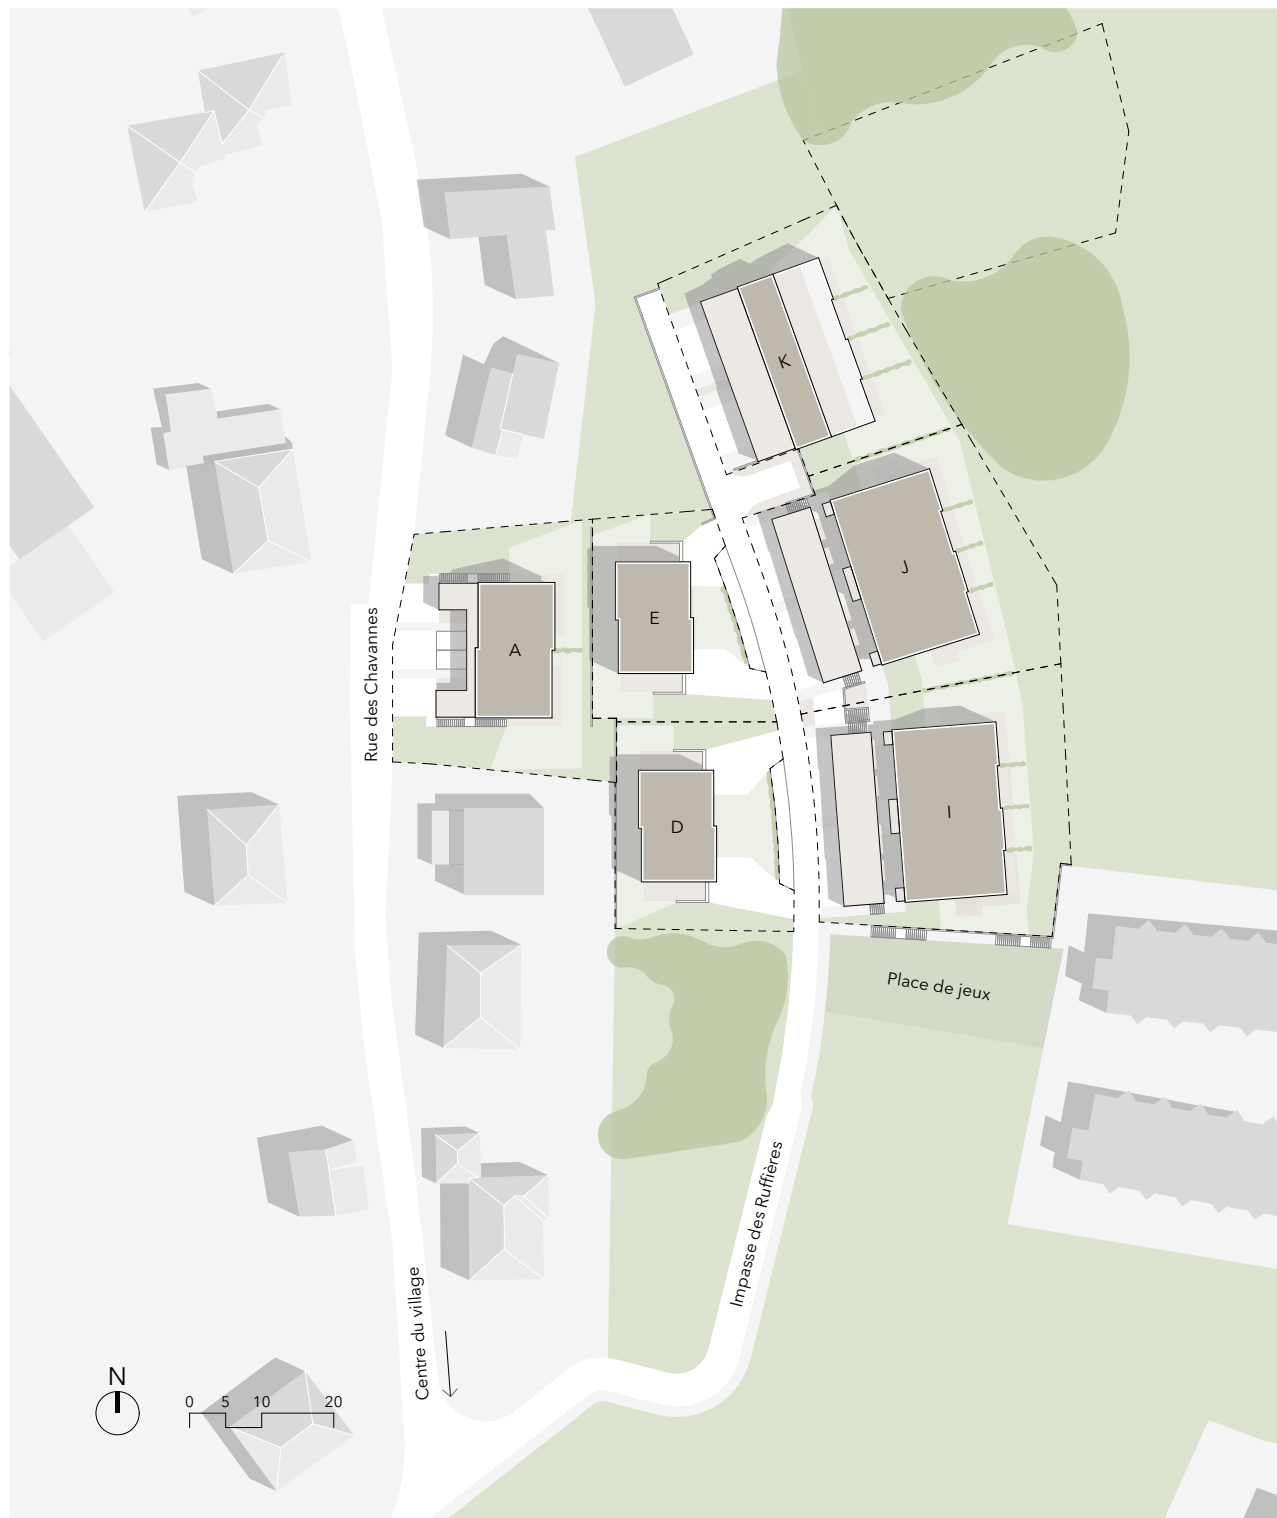 K
J
E
A
Rue des Chavannes
I
D
Place de jeux
Impasse des Ruffières
Centre du village
N
0 5 10 20